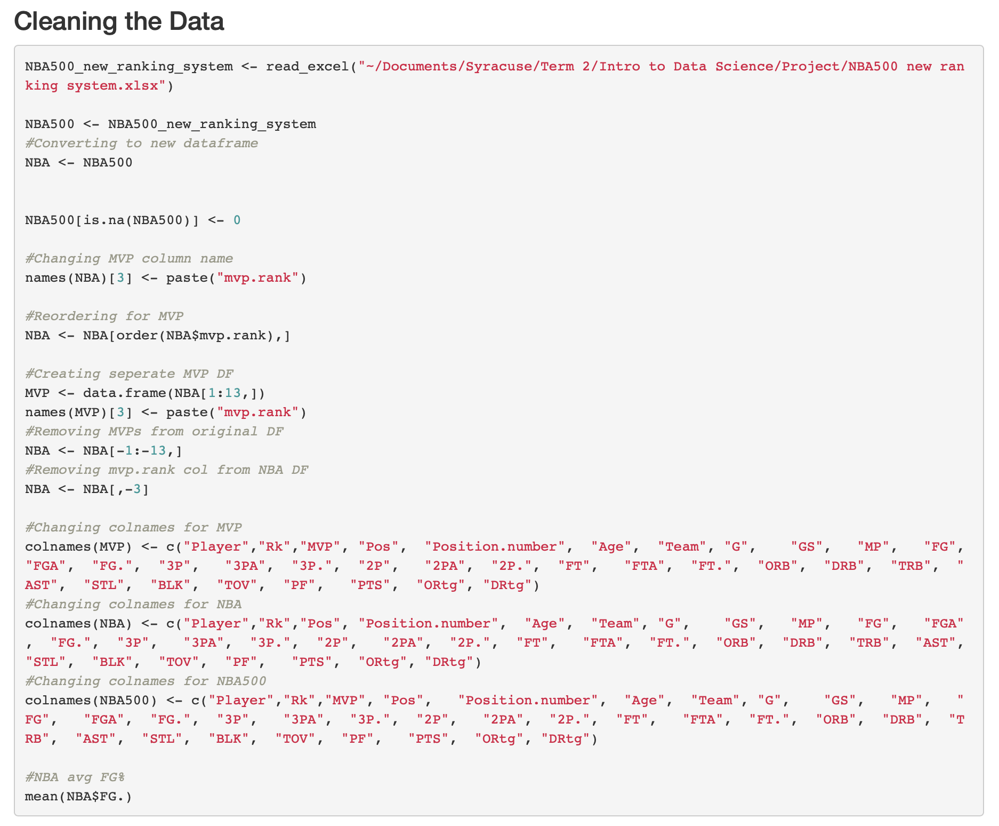 Cleaning the Data
NBA500_new_ranking_system <- read_excel("~/Documents/Syracuse/Term 2/Intro to Data Science/Project/NBA500 new ran
king system.xlsx")
NBA500 <- NBA500_new_ranking_system
#Converting to new dataframe
NBA <- NBA500
NBA500[is.na(NBA500)] <- 0
#Changing MVP column name
names(NBA)[3] <- paste("mvp.rank")
#Reordering for MVP
NBA <- NBA[order(NBA$mvp.rank),]
#Creating seperate MVP DF
MVP <- data.frame(NBA[1:13,])
names(MVP)[3] <- paste("mvp.rank")
#Removing MVPs from original DF
NBA <- NBA[-1:-13,]
#Removing mvp.rank col from NBA DF
NBA <- NBA[,-3]
#Changing colnames for MVP
colnames(MVP) <- c("Player","Rk","MVP", "Pos",  "Position.number",  "Age",  "Team", "G",    "GS",   "MP",   "FG",
"FGA",  "FG.",  "3P",   "3PA",  "3P.",  "2P",   "2PA",  "2P.",  "FT",   "FTA",  "FT.",  "ORB",  "DRB",  "TRB",  "
AST",  "STL",  "BLK",  "TOV",  "PF",   "PTS",  "ORtg", "DRtg")
#Changing colnames for NBA
colnames(NBA) <- c("Player","Rk","Pos", "Position.number",  "Age",  "Team", "G",    "GS",   "MP",   "FG",   "FGA"
,  "FG.",  "3P",   "3PA",  "3P.",  "2P",   "2PA",  "2P.",  "FT",   "FTA",  "FT.",  "ORB",  "DRB",  "TRB",  "AST",
"STL",  "BLK",  "TOV",  "PF",   "PTS",  "ORtg", "DRtg")
#Changing colnames for NBA500
colnames(NBA500) <- c("Player","Rk","MVP", "Pos",   "Position.number",  "Age",  "Team", "G",    "GS",   "MP",   "
FG",   "FGA",  "FG.",  "3P",   "3PA",  "3P.",  "2P",   "2PA",  "2P.",  "FT",   "FTA",  "FT.",  "ORB",  "DRB",  "T
RB",  "AST",  "STL",  "BLK",  "TOV",  "PF",   "PTS",  "ORtg", "DRtg")
#NBA avg FG%
mean(NBA$FG.)